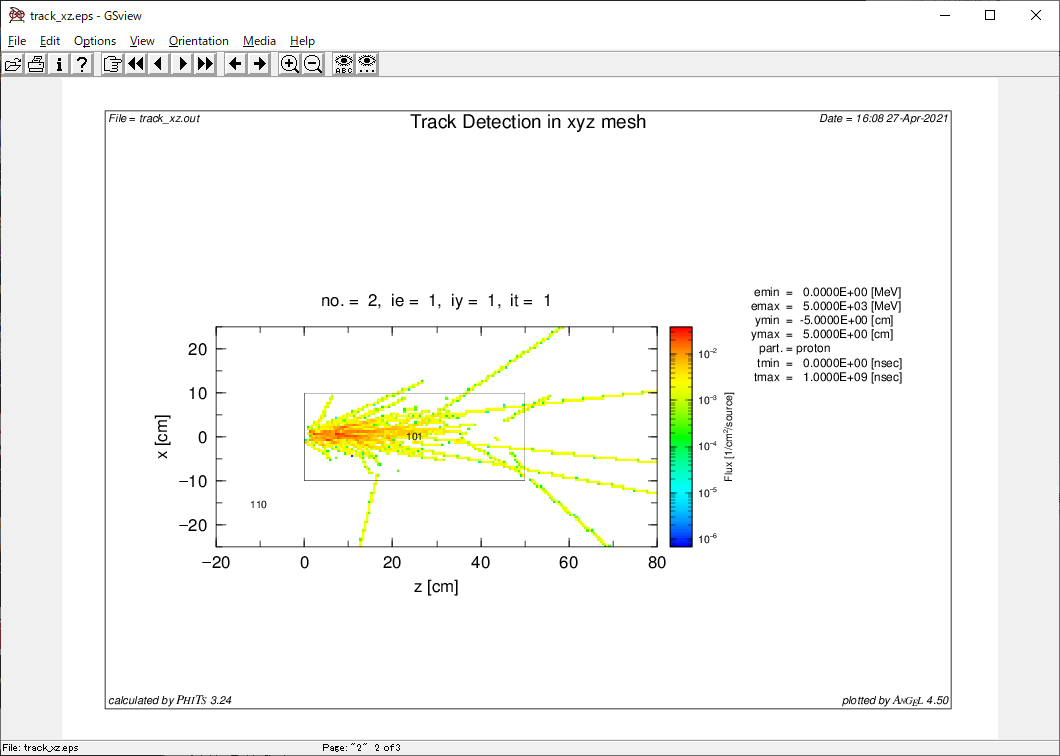 track_xz.eps - GSview
File Edit Options View Orientation Media Help
i ? ABC
File = track_xz.out
Track Detection in xyz mesh
Date = 16:08 27-Apr-2021
no. = 2, ie = 1, iy = 1, it = 1
emin = 0.0000E+00 [MeV]
emax = 5.0000E+03 [MeV]
ymin = -5.0000E+00 [cm]
ymax = 5.0000E+00 [cm]
part. = proton
tmin = 0.0000E+00 [nsec]
tmax = 1.0000E+09 [nsec]
x [cm]
20
10
0
−10
−20
101
110
−20 0 20 40 60 80
z [cm]
10⁻²
10⁻³
10⁻⁴
10⁻⁵
10⁻⁶
Flux [1/cm²/source]
calculated by PHITS 3.24
plotted by ANGEL 4.50
File: track_xz.eps
Page: "2" 2 of 3